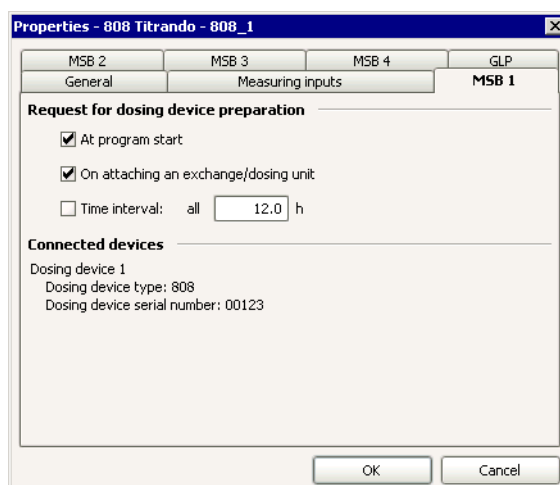 Properties - 808 Titrando - 808_1
MSB 2 MSB 3 MSB 4 GLP
General Measuring inputs MSB 1
Request for dosing device preparation
At program start
On attaching an exchange/dosing unit
Time interval: all 12.0 h
Connected devices
Dosing device 1
Dosing device type: 808
Dosing device serial number: 00123
OK Cancel